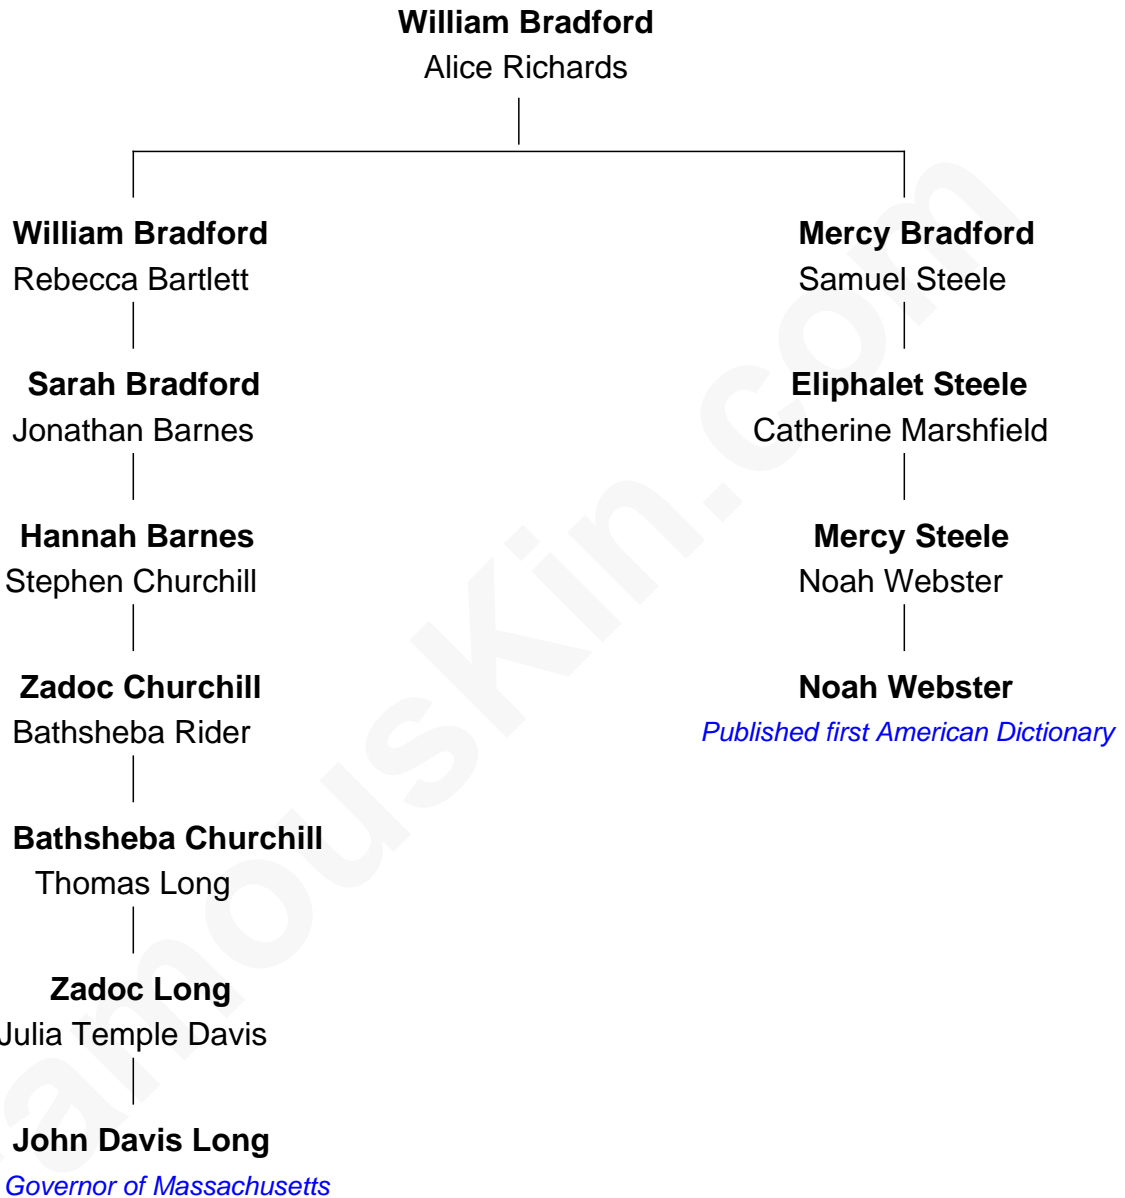 William Bradford
Alice Richards
William Bradford
Rebecca Bartlett
Mercy Bradford
Samuel Steele
Sarah Bradford
Jonathan Barnes
Eliphalet Steele
Catherine Marshfield
Hannah Barnes
Stephen Churchill
Mercy Steele
Noah Webster
Zadoc Churchill
Bathsheba Rider
Noah Webster
Published first American Dictionary
Bathsheba Churchill
Thomas Long
Zadoc Long
Julia Temple Davis
John Davis Long
Governor of Massachusetts
famouskin.com